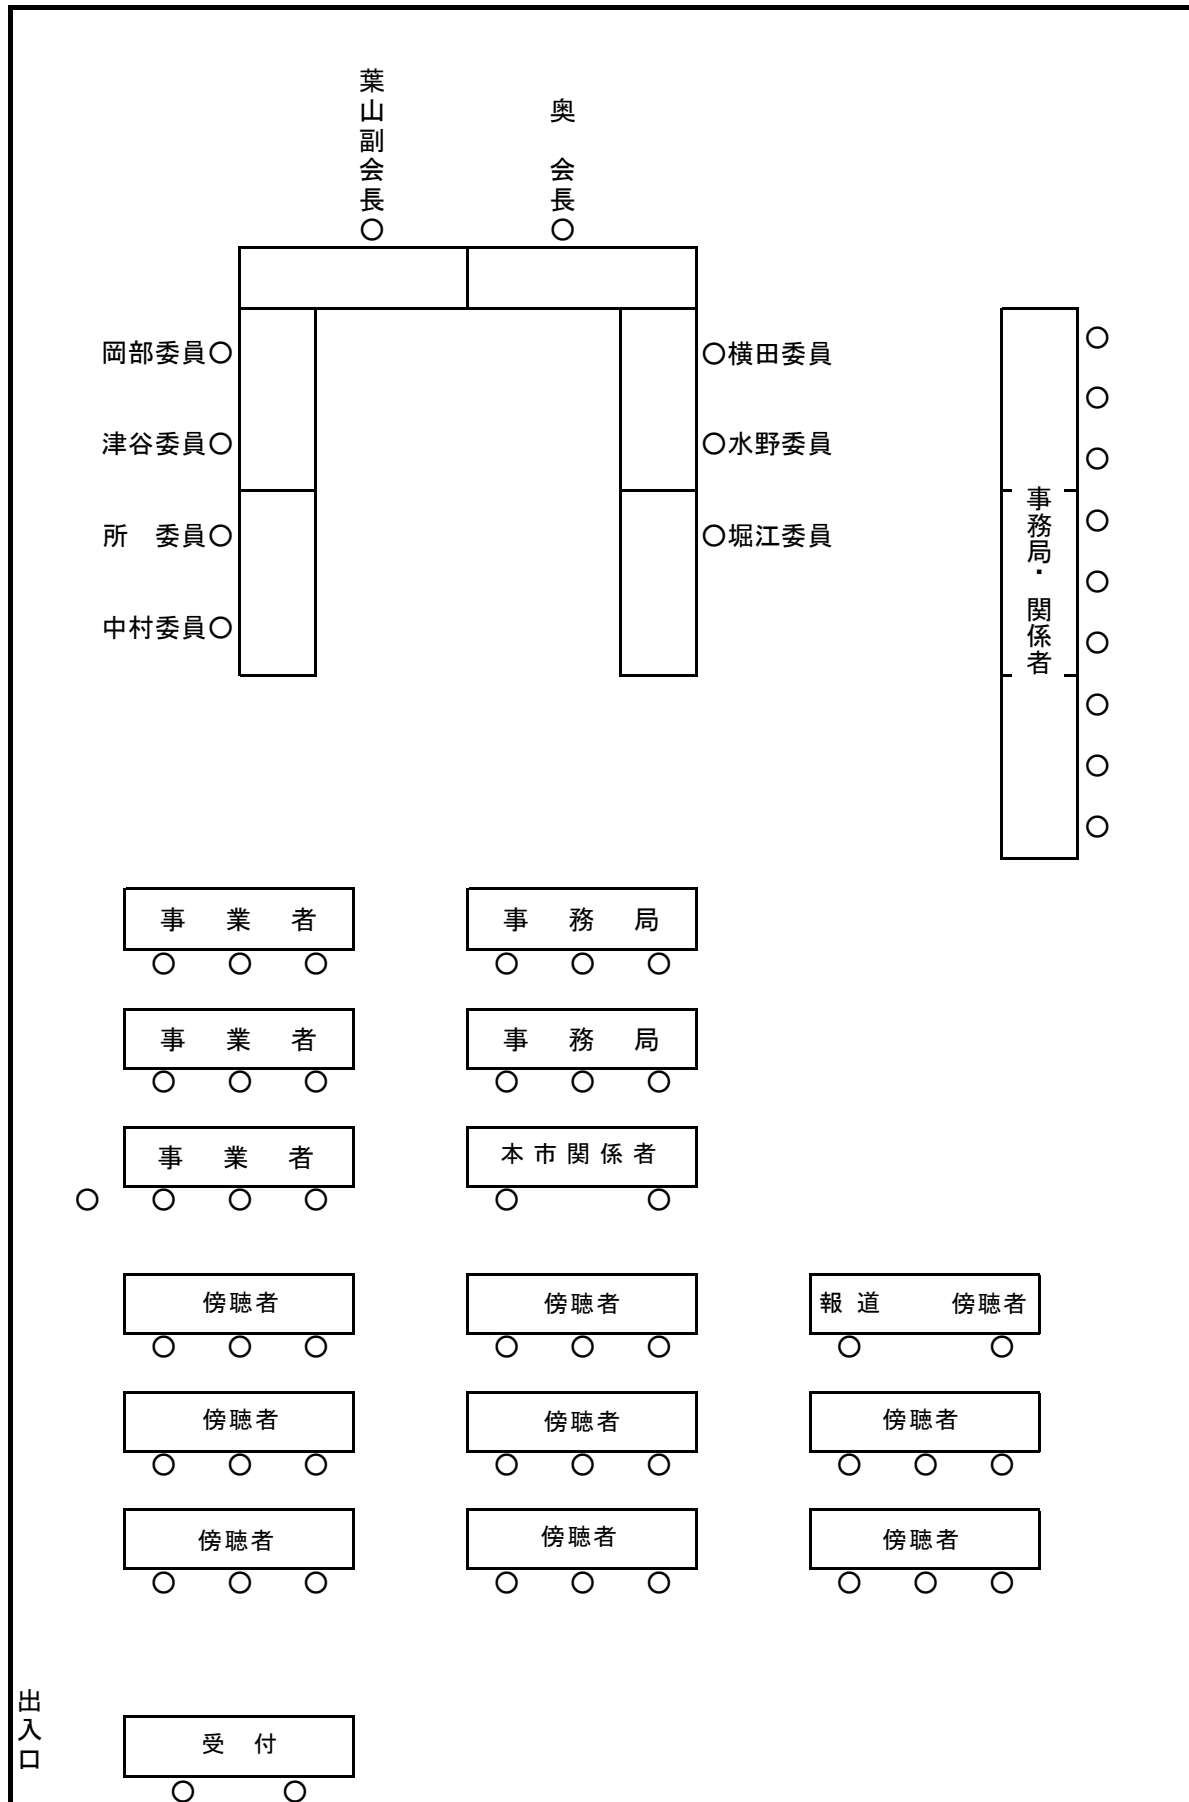 葉山副会長○
奥　会長○
岡部委員○
○横田委員
津谷委員○
○水野委員
所　委員○
○堀江委員
中村委員○
事務局・関係者
○
○
○
○
○
○
○
○
○
事　業　者
○　○　○
事　務　局
○　○　○
事　業　者
○　○　○
事　務　局
○　○　○
事　業　者
○　○　○　○
本市関係者
○　○
傍聴者
○　○　○
傍聴者
○　○　○
報道　傍聴者
○　○
傍聴者
○　○　○
傍聴者
○　○　○
傍聴者
○　○　○
傍聴者
○　○　○
傍聴者
○　○　○
傍聴者
○　○　○
出入口
受　付
○　○